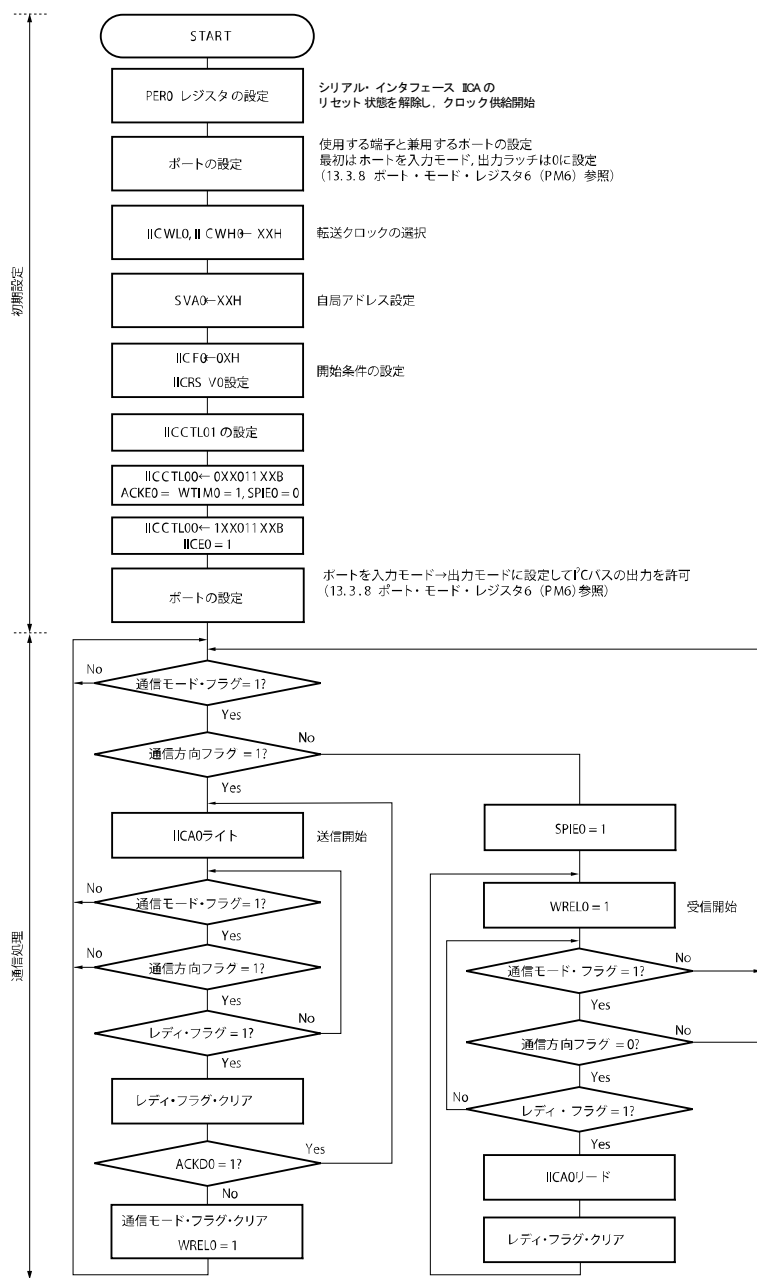 START
PER0 レジスタの設定
シリアル・インタフェース IICA の
リセット状態を解除し，クロック供給開始
ポートの設定
使用する端子と兼用するポートの設定
最初はポートを入力モード, 出力ラッチは0に設定
(13.3.8 ポート・モード・レジスタ6 (PM6) 参照)
IICWL0, IICWH0← XXH
転送クロックの選択
SVA0←XXH
自局アドレス設定
IICF0←0XH
IICRSV0設定
開始条件の設定
IICCTL01の設定
IICCTL00← 0XX011XXB
ACKE0 = WTIM0 = 1, SPIE0 = 0
IICCTL00← 1XX011XXB
IICE0 = 1
ポートの設定
ポートを入力モード→出力モードに設定してI²Cバスの出力を許可
(13.3.8 ポート・モード・レジスタ6 (PM6)参照)
初期設定
通信処理
No
通信モード・フラグ = 1?
Yes
通信方向フラグ = 1?
No
Yes
IICA0ライト
送信開始
No
通信モード・フラグ = 1?
Yes
No
通信方向フラグ = 1?
Yes
レディ・フラグ = 1?
No
Yes
レディ・フラグ・クリア
ACKD0 = 1?
Yes
No
通信モード・フラグ・クリア
WREL0 = 1
SPIE0 = 1
WREL0 = 1
受信開始
通信モード・フラグ = 1?
No
Yes
通信方向フラグ = 0?
No
Yes
No
レディ・フラグ = 1?
Yes
IICA0リード
レディ・フラグ・クリア